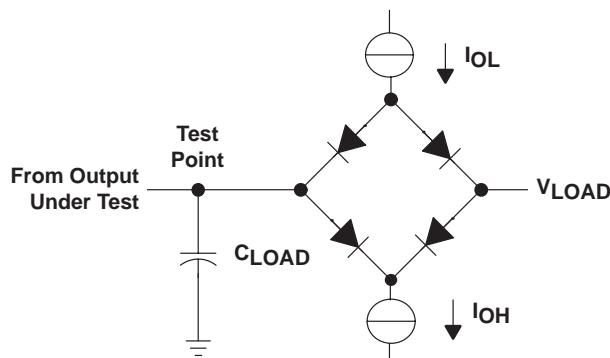 IOL
Test
Point
From Output
Under Test
VLOAD
CLOAD
IOH